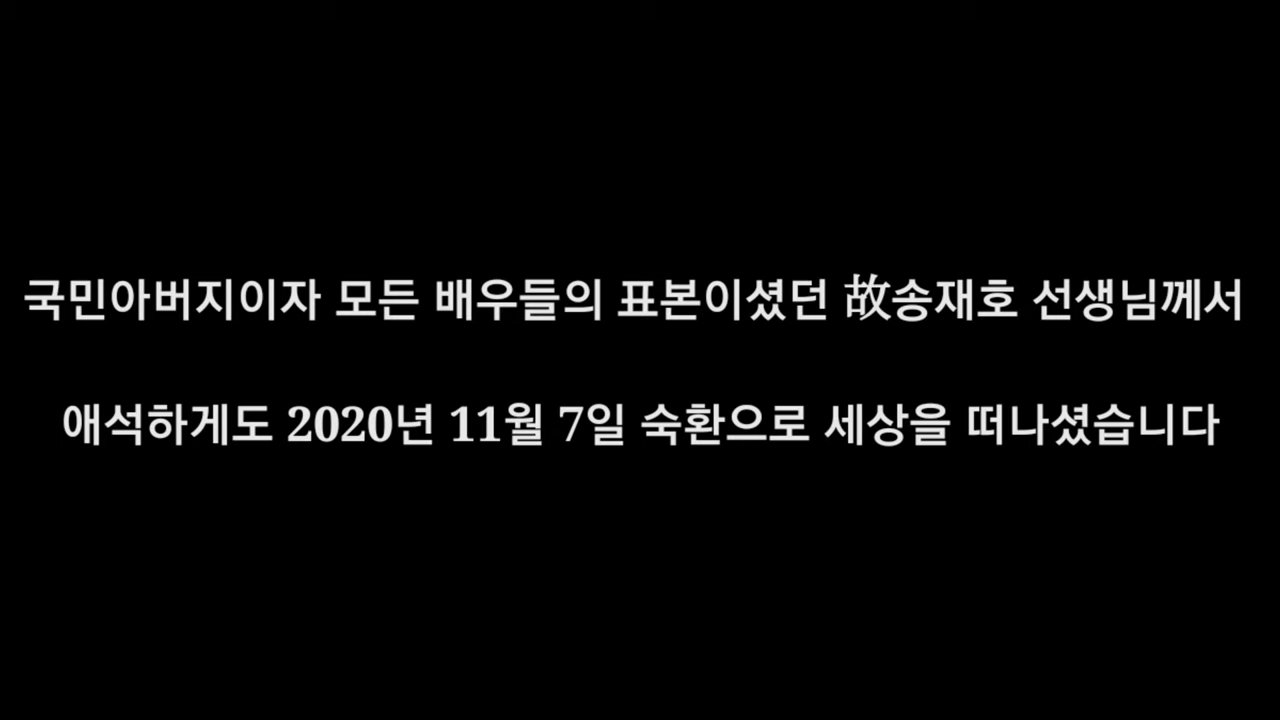 국민아버지이자 모든 배우들의 표본이셨던 故송재호 선생님께서
애석하게도 2020년 11월 7일 숙환으로 세상을 떠나셨습니다